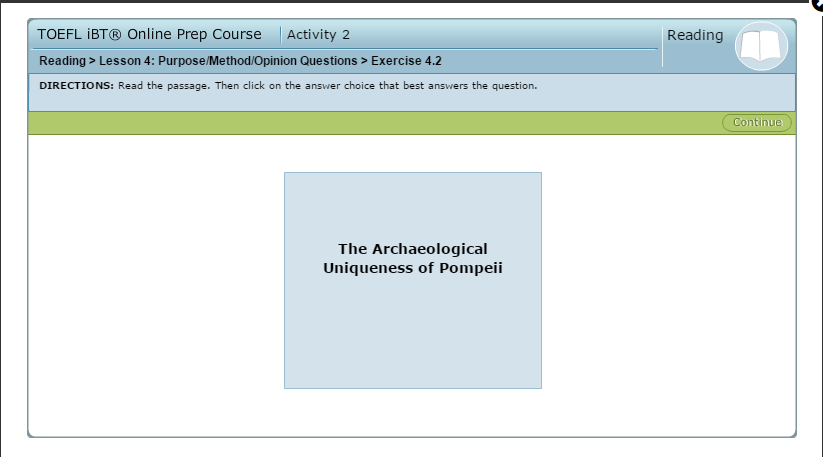 TOEFL iBT® Online Prep Course Activity 2 Reading
Reading > Lesson 4: Purpose/Method/Opinion Questions > Exercise 4.2
DIRECTIONS: Read the passage. Then click on the answer choice that best answers the question.
Continue
The Archaeological
Uniqueness of Pompeii